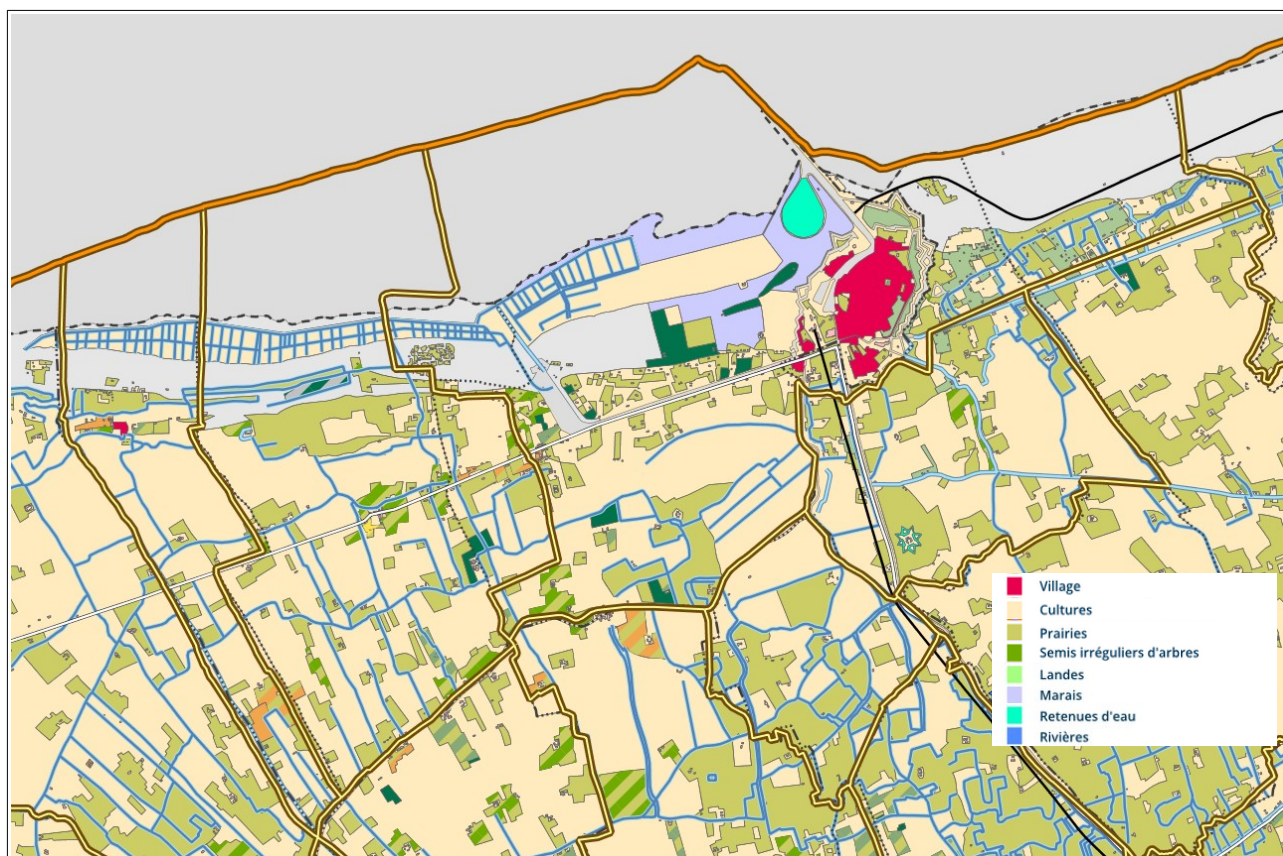 Village
Cultures
Prairies
Semis irréguliers d'arbres
Landes
Marais
Retenues d'eau
Rivières